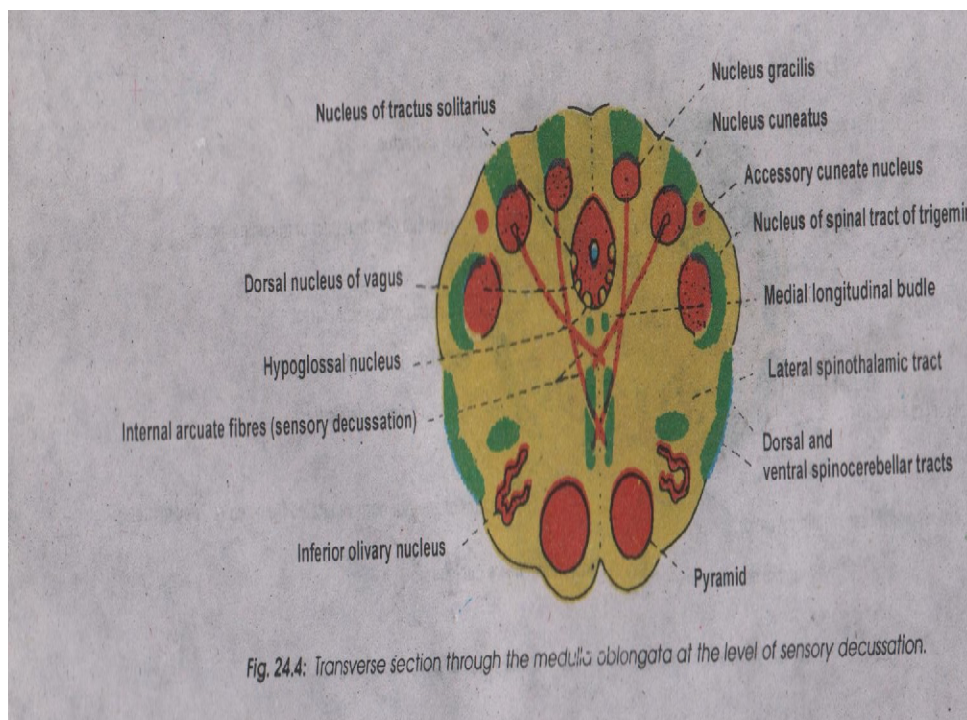 Nucleus gracilis
Nucleus of tractus solitarius
Nucleus cuneatus
Accessory cuneate nucleus
Nucleus of spinal tract of
Dorsal nucleus of vagus
Medial longitudinal budle
Hypoglossal nucleus
Lateral spinothalamic tract
Internal arcuate fibres (sensory decussation)
Dorsal and
ventral spinocerebellar tracts
Inferior olivary nucleus
Pyramid
Fig. 24.4: Transverse section through the medulla oblongata at the level of sensory decussation.